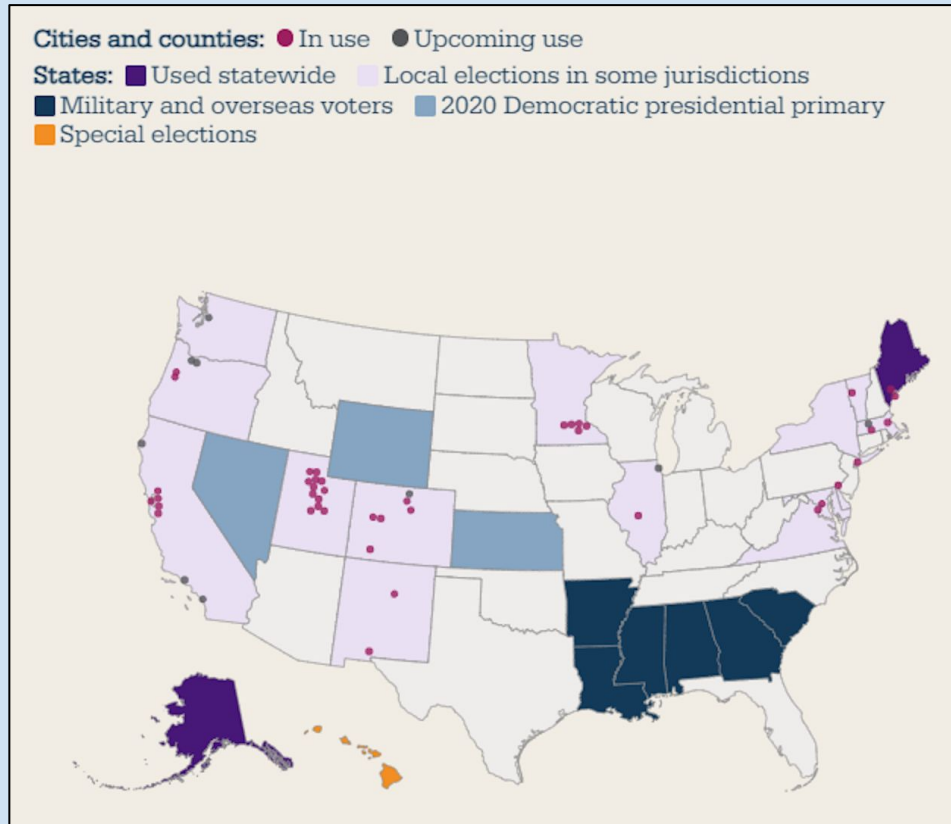 Cities and counties: In use Upcoming use
States: Used statewide Local elections in some jurisdictions
Military and overseas voters 2020 Democratic presidential primary
Special elections